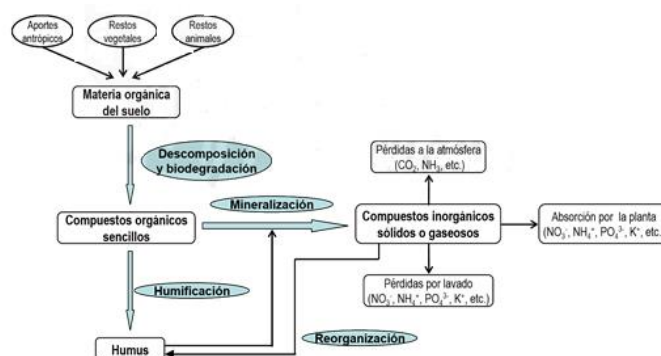 Aportes
antrópicos
Restos
vegetales
Restos
animales
Materia orgánica
del suelo
Descomposición
y biodegradación
Pérdidas a la atmósfera
(CO₂, NH₃, etc.)
Mineralización
Compuestos orgánicos
sencillos
Compuestos inorgánicos
sólidos o gaseosos
Absorción por la planta
(NO₃⁻, NH₄⁺, PO₄³⁻, K⁺, etc.)
Humificación
Pérdidas por lavado
(NO₃⁻, NH₄⁺, PO₄³⁻, K⁺, etc.)
Reorganización
Humus